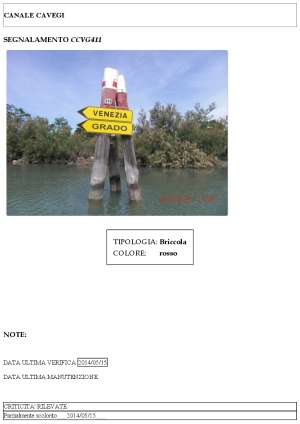 CANALE CAVEGI
SEGNALAMENTO CCVG411
VENEZIA
GRADO
TIPOLOGIA: Briccola
COLORE: rosso
NOTE:
DATA ULTIMA VERIFICA 2014/05/15
DATA ULTIMA MANUTENZIONE
CRITICITA' RILEVATE
Parzialmente scolorito 2014/05/15